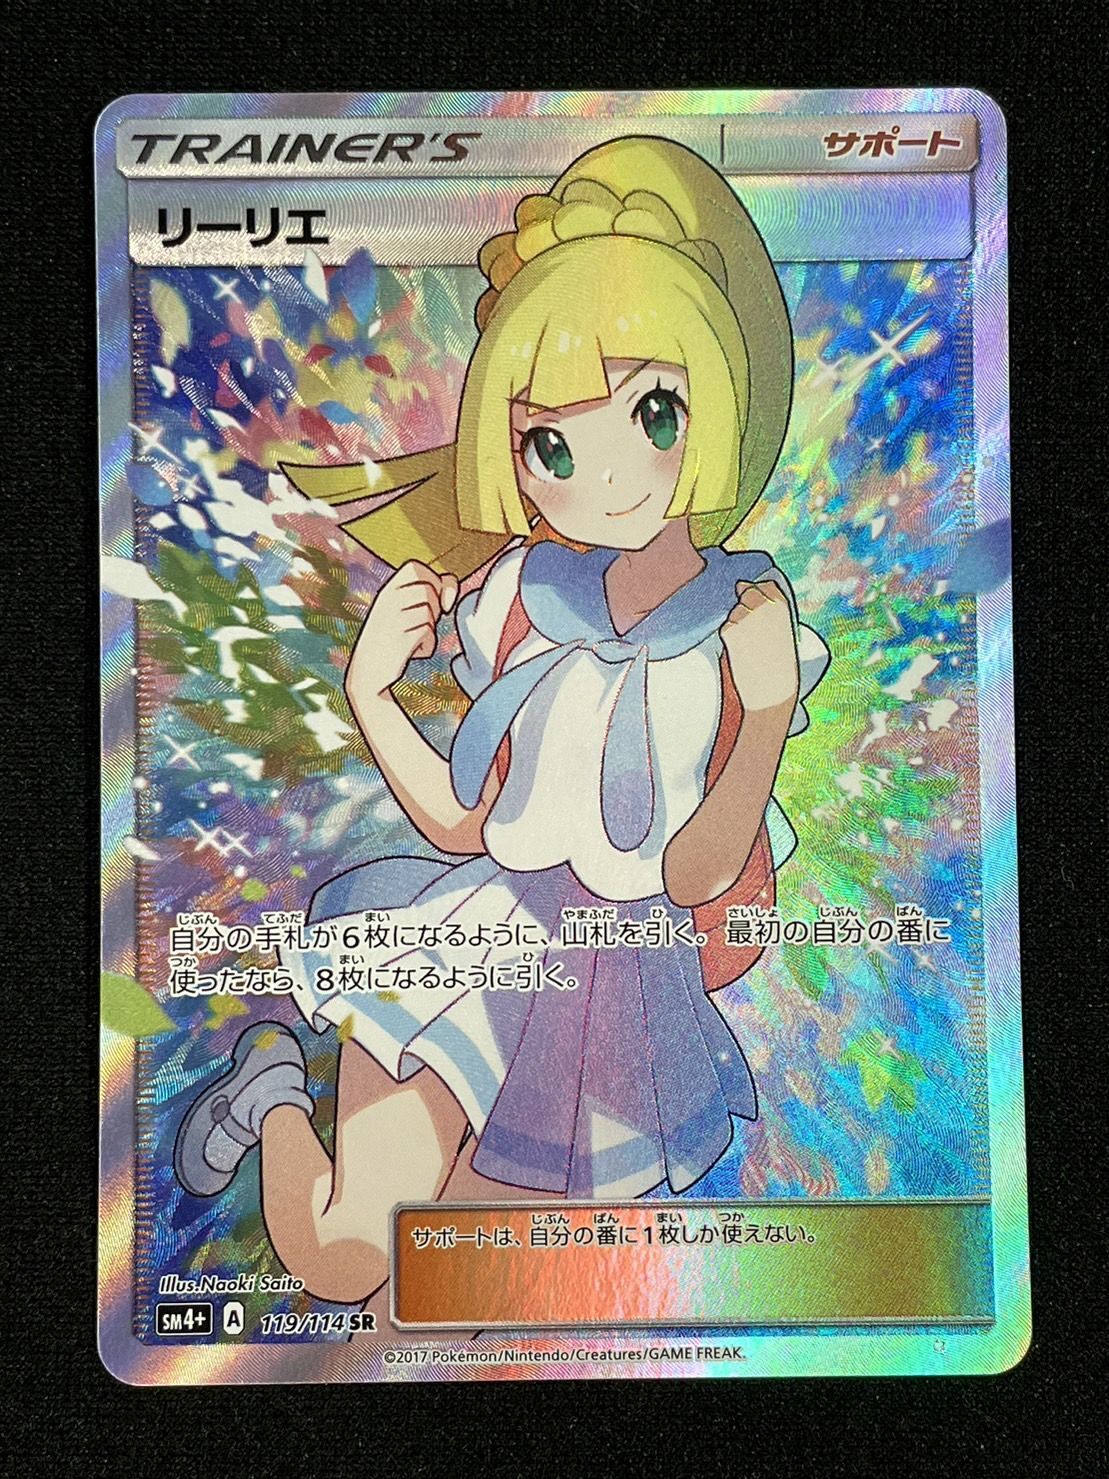 TRAINER'S サポート
リーリエ
自分の手札が6枚になるように、山札を引く。最初の自分の番に
使ったなら、8枚になるように引く。
サポートは、自分の番に1枚しか使えない。
Illus.Naoki Saito
SM4+ A 119/114 SR
©2017 Pokémon/Nintendo/Creatures/GAME FREAK.